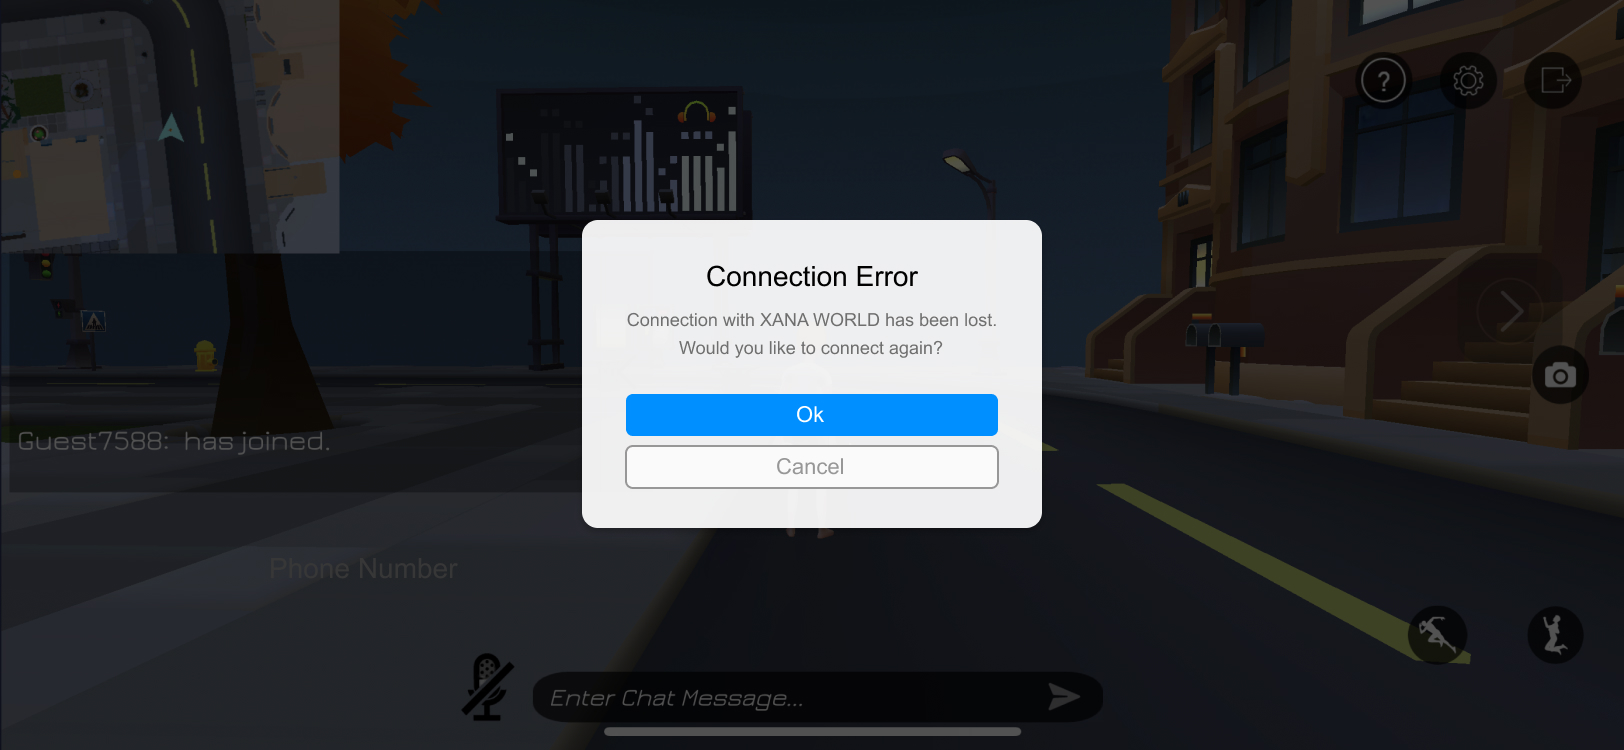 ?
Connection Error
Connection with XANA WORLD has been lost.
Would you like to connect again?
Ok
Cancel
Guest7588: has joined.
Phone Number
Enter Chat Message...